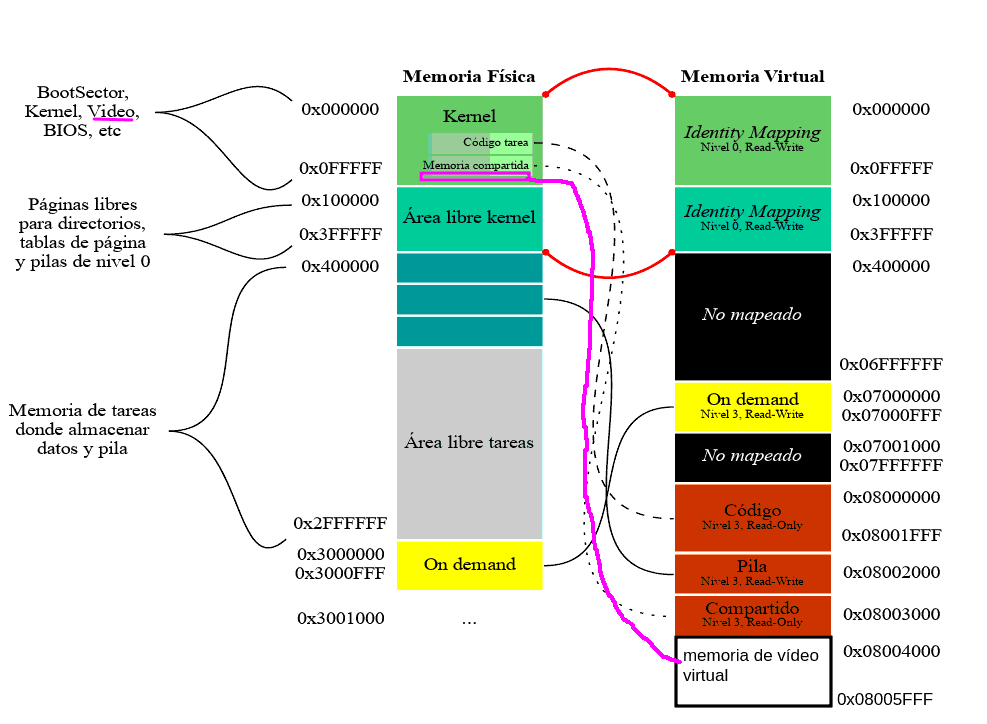 Memoria Física
Memoria Virtual
BootSector,
Kernel, Video,
BIOS, etc
0x000000
0x0FFFFF
Páginas libres
para directorios,
tablas de página
y pilas de nivel 0
0x100000
0x3FFFFF
0x400000
Memoria de tareas
donde almacenar
datos y pila
0x2FFFFFF
0x3000000
0x3000FFF
0x3001000
Kernel
Código tarea
Memoria compartida
Área libre kernel
Área libre tareas
On demand
...
Identity Mapping
Nivel 0, Read-Write
Identity Mapping
Nivel 0, Read-Write
No mapeado
On demand
Nivel 3, Read-Write
No mapeado
Código
Nivel 3, Read-Only
Pila
Nivel 3, Read-Write
Compartido
Nivel 3, Read-Only
memoria de vídeo
virtual
0x000000
0x0FFFFF
0x100000
0x3FFFFF
0x400000
0x06FFFFFF
0x07000000
0x07000FFF
0x07001000
0x07FFFFFF
0x08000000
0x08001FFF
0x08002000
0x08003000
0x08004000
0x08005FFF